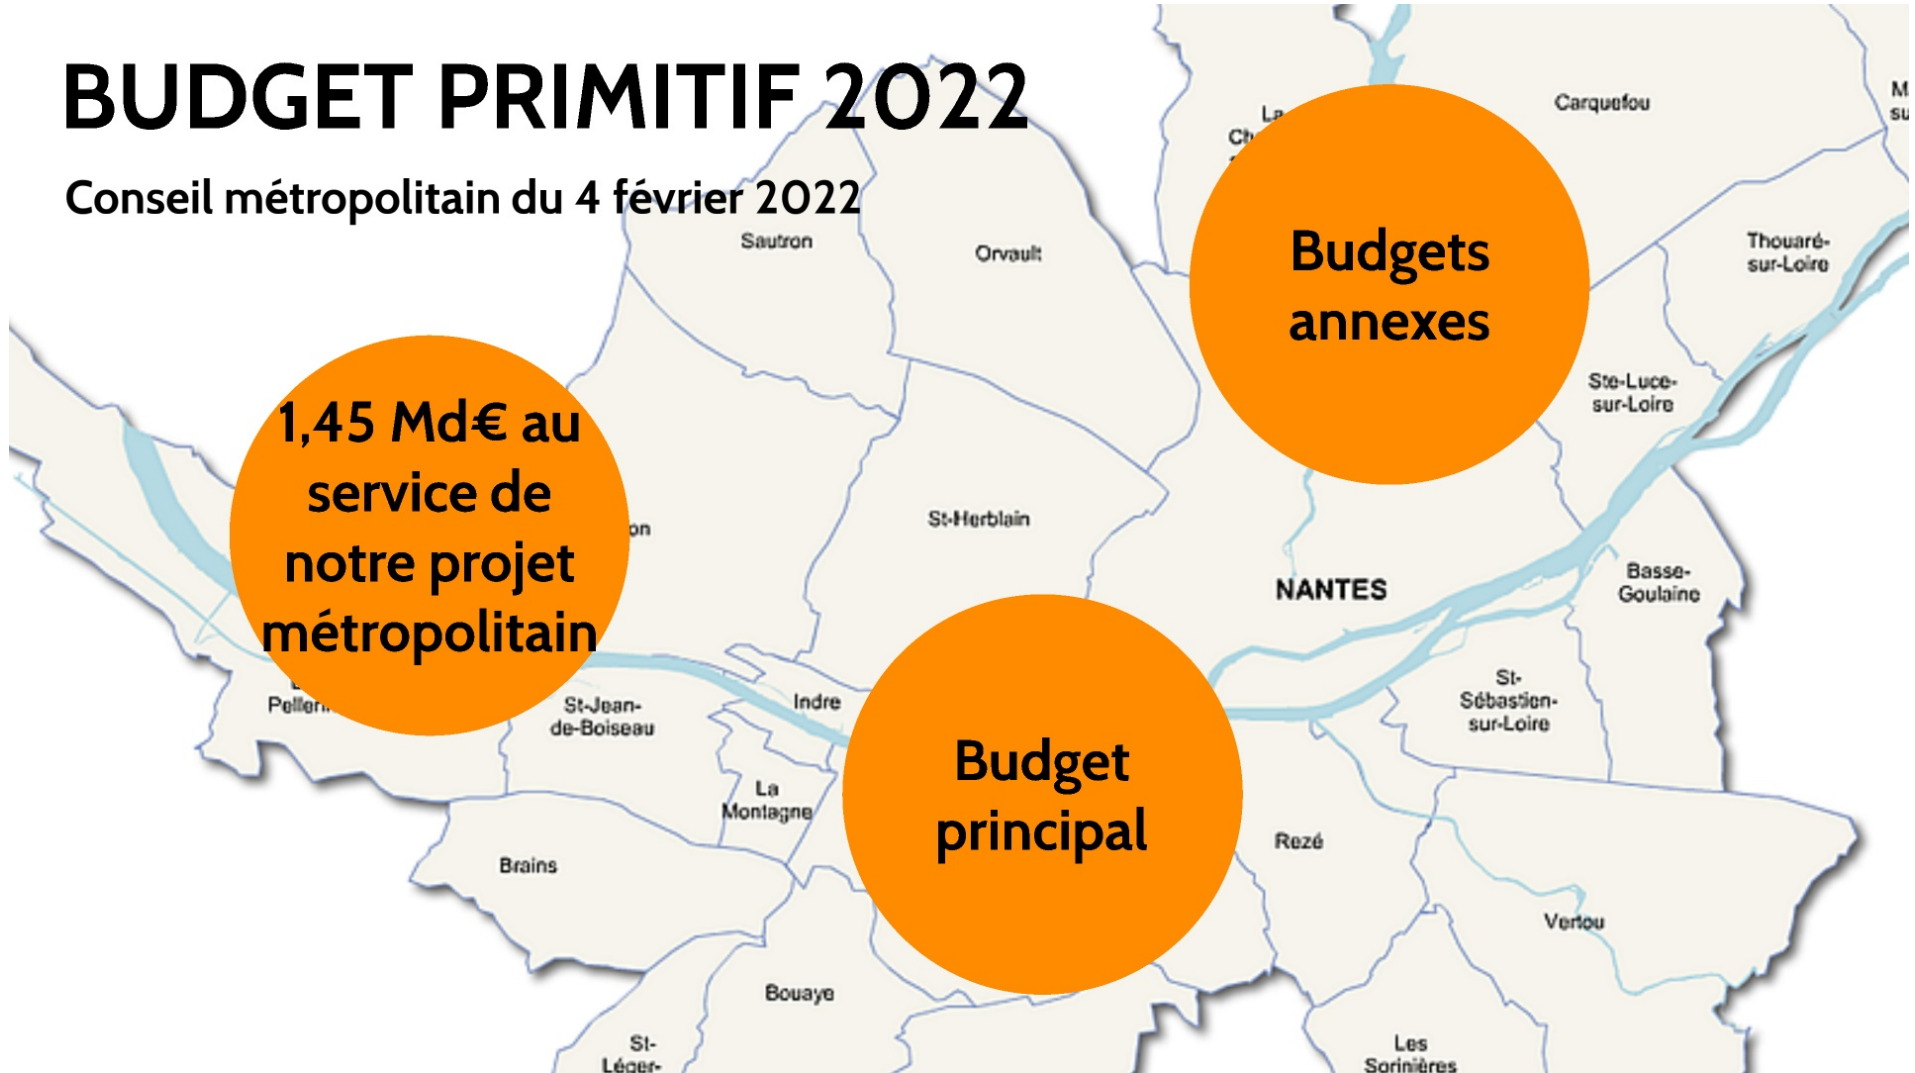 BUDGET PRIMITIF 2022
Conseil métropolitain du 4 février 2022
1,45 Md€ au
service de
notre projet
métropolitain
Budgets
annexes
Budget
principal
La
Carquefou
Sautron
Orvault
Thouaré-
sur-Loire
Ste-Luce-
sur-Loire
St-Herblain
NANTES
Basse-
Goulaine
St-
Sébastien-
sur-Loire
Indre
St-Jean-
de-Boiseau
La
Montagne
Brains
Rezé
Vertou
Bouaye
St-
Léger-
Les
Sorinières